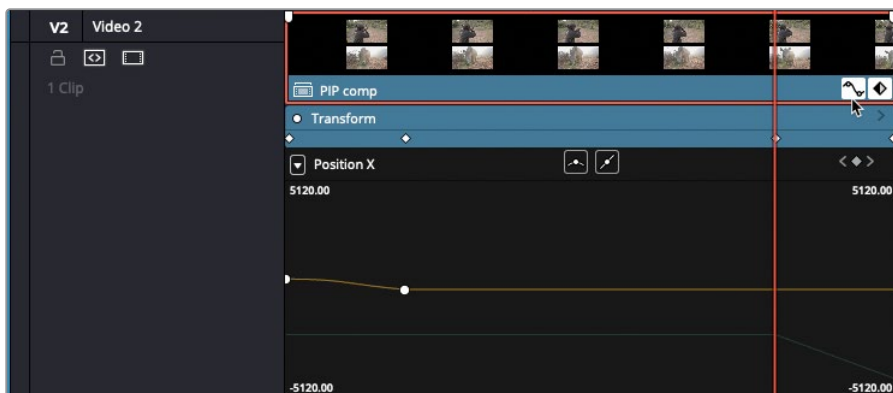 V2 Video 2
1 Clip
PIP comp
Transform
Position X
5120.00 5120.00
-5120.00 -5120.00